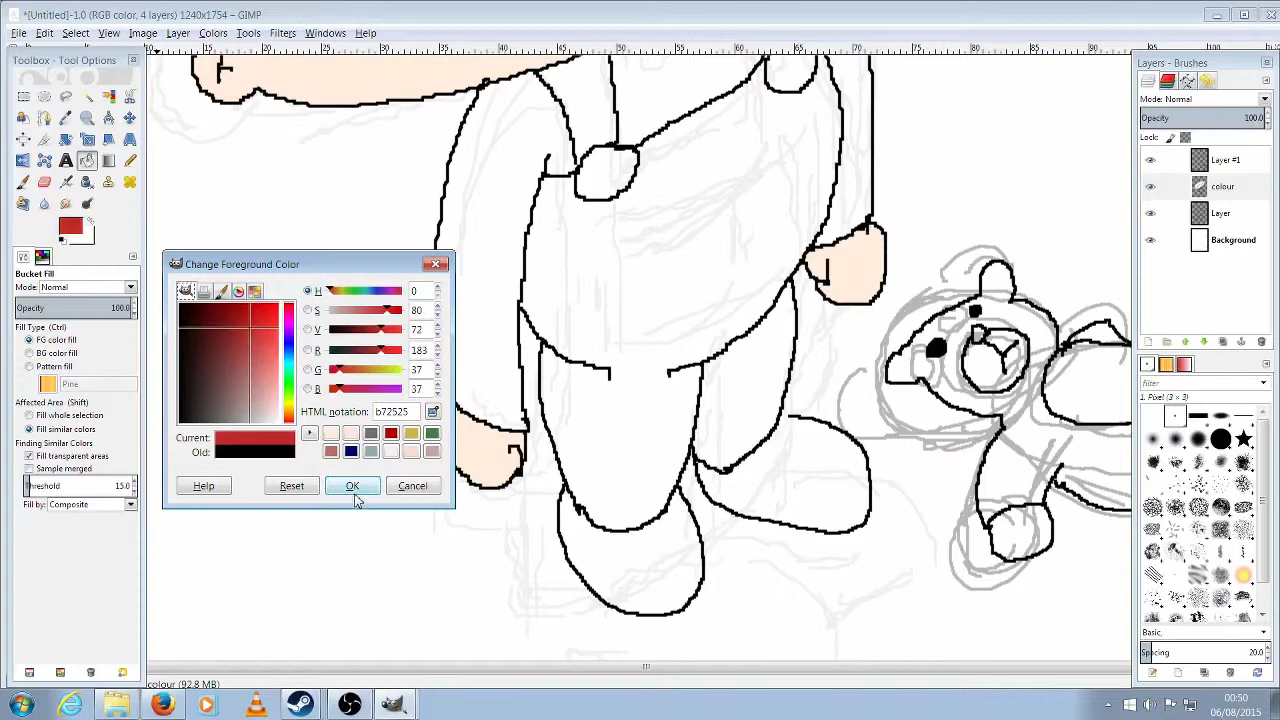 *[Untitled]-1.0 (RGB color, 4 layers) 1240x1754 – GIMP
File Edit Select View Image Layer Colors Tools Filters Windows Help
Toolbox - Tool Options
Bucket Fill
Mode: Normal
Opacity 100.0
Fill Type (Ctrl)
FG color fill
BG color fill
Pattern fill
Pine
Affected Area (Shift)
Fill whole selection
Fill similar colors
Finding Similar Colors
Fill transparent areas
Sample merged
Threshold 15.0
Fill by: Composite
Change Foreground Color
H 0
S 80
V 72
R 183
G 37
B 37
HTML notation: b72525
Current:
Old:
Help Reset OK Cancel
colour (92.8 MB)
Layers - Brushes
Mode: Normal
Opacity 100.0
Lock:
Layer #1
colour
Layer
Background
filter
1. Pixel (3 × 3)
Basic,
Spacing 20.0
00:50
06/08/2015